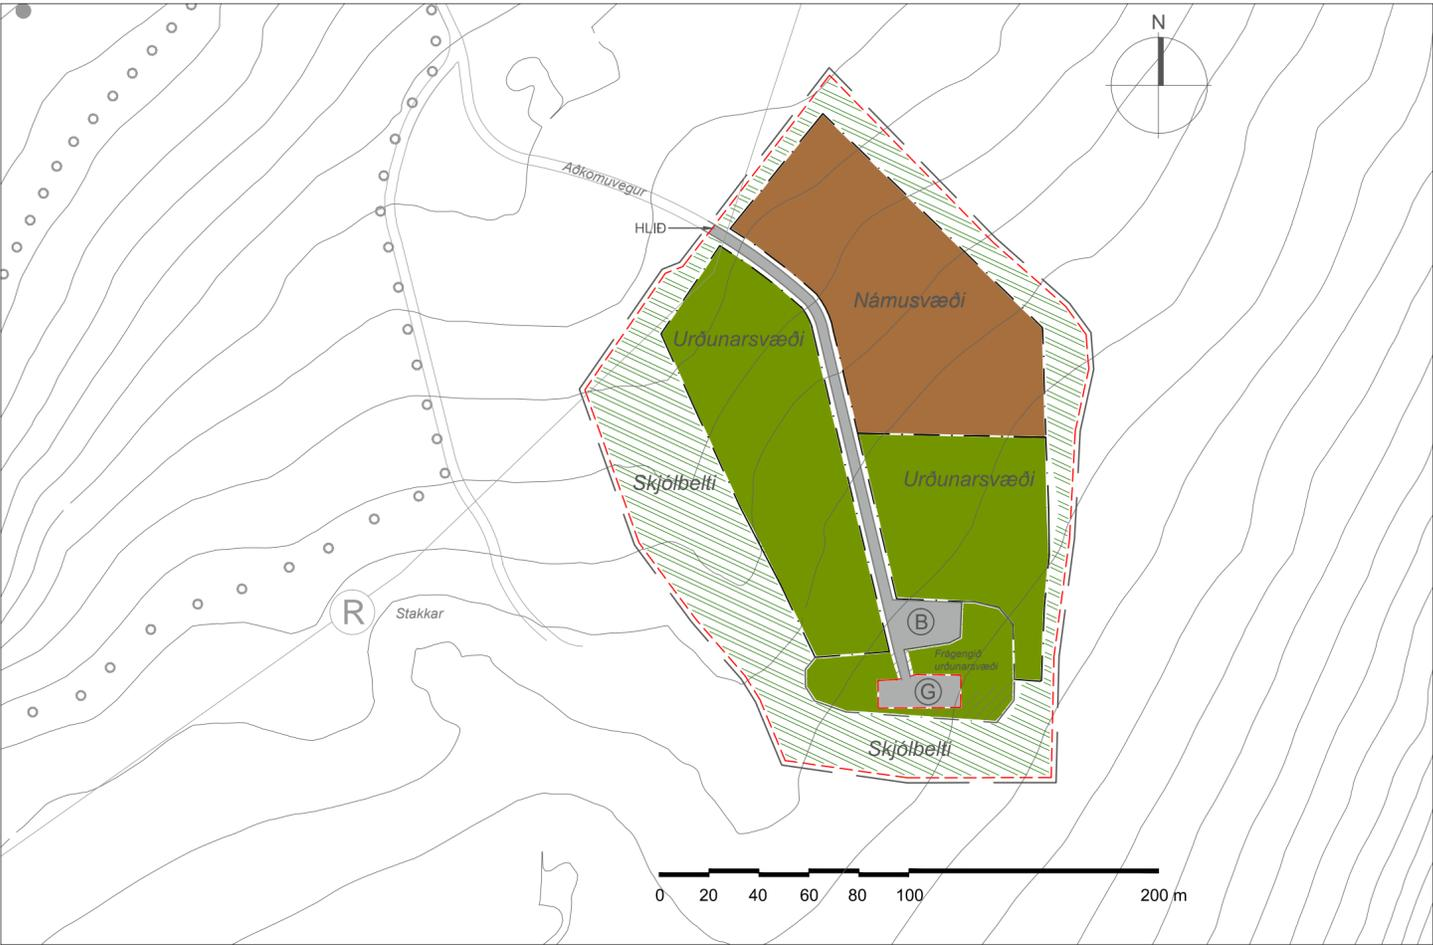 N
Aðkomuvegur
HLIÐ
Námusvæði
Urðunarsvæði
Urðunarsvæði
Skjólbelti
R
Stakkar
B
Frágengið
urðunarsvæði
G
Skjólbelti
0 20 40 60 80 100 200 m